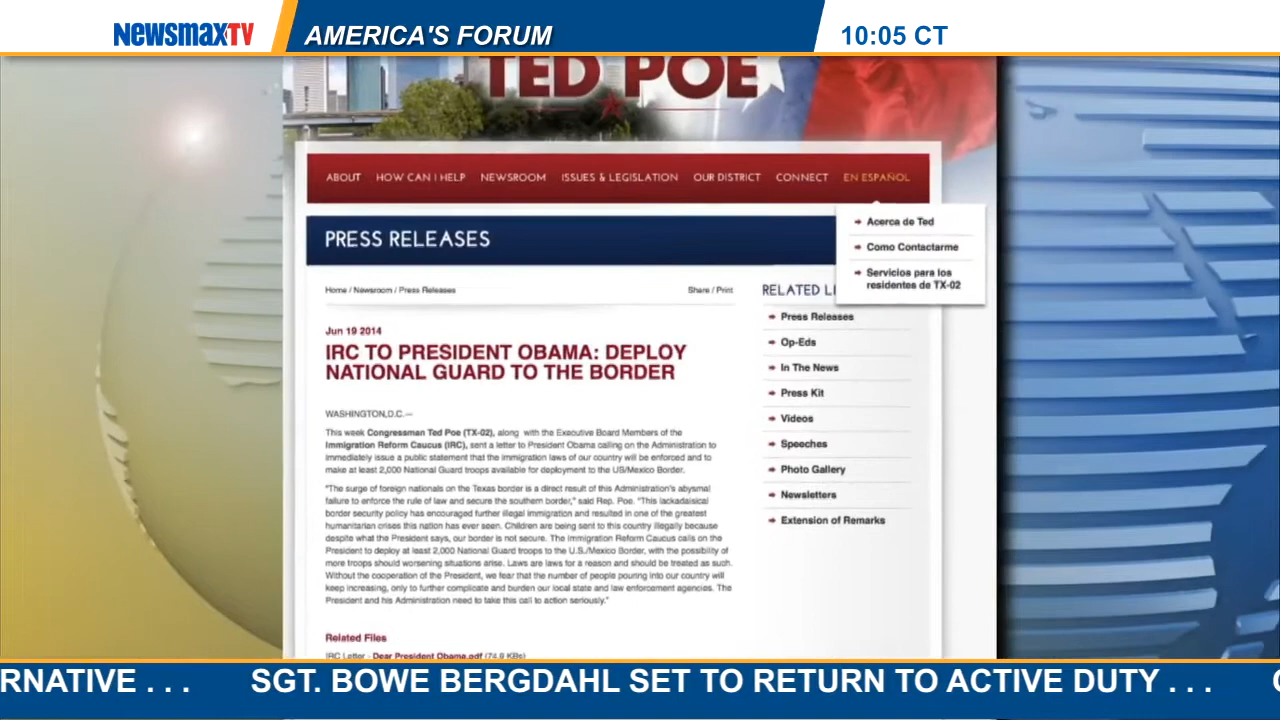 NEWSMAXTV
AMERICA'S FORUM
10:05 CT
TED POE
ABOUT HOW CAN I HELP NEWSROOM ISSUES & LEGISLATION OUR DISTRICT CONNECT EN ESPAÑOL
Acerca de Ted
Como Contactarme
Servicios para los
residentes de TX-02
PRESS RELEASES
Home / Newsroom / Press Releases
Share / Print
Jun 19 2014
IRC TO PRESIDENT OBAMA: DEPLOY
NATIONAL GUARD TO THE BORDER
WASHINGTON,D.C.—
This week Congressman Ted Poe (TX-02), along with the Executive Board Members of the
Immigration Reform Caucus (IRC), sent a letter to President Obama calling on the Administration to
immediately issue a public statement that the immigration laws of our country will be enforced and to
make at least 2,000 National Guard troops available for deployment to the US/Mexico Border.
"The surge of foreign nationals on the Texas border is a direct result of this Administration's abysmal
failure to enforce the rule of law and secure the southern border," said Rep. Poe. "This lackadaisical
border security policy has encouraged further illegal immigration and resulted in one of the greatest
humanitarian crises this nation has ever seen. Children are being sent to this country illegally because
despite what the President says, our border is not secure. The Immigration Reform Caucus calls on the
President to deploy at least 2,000 National Guard troops to the U.S./Mexico Border, with the possibility of
more troops should worsening situations arise. Laws are laws for a reason and should be treated as such.
Without the cooperation of the President, we fear that the number of people pouring into our country will
keep increasing, only to further complicate and burden our local state and law enforcement agencies. The
President and his Administration need to take this call to action seriously."
Related Files
IRC Letter - Dear President Obama.pdf (74.9 KBs)
RELATED LI
Press Releases
Op-Eds
In The News
Press Kit
Videos
Speeches
Photo Gallery
Newsletters
Extension of Remarks
RNATIVE . . . SGT. BOWE BERGDAHL SET TO RETURN TO ACTIVE DUTY . . .